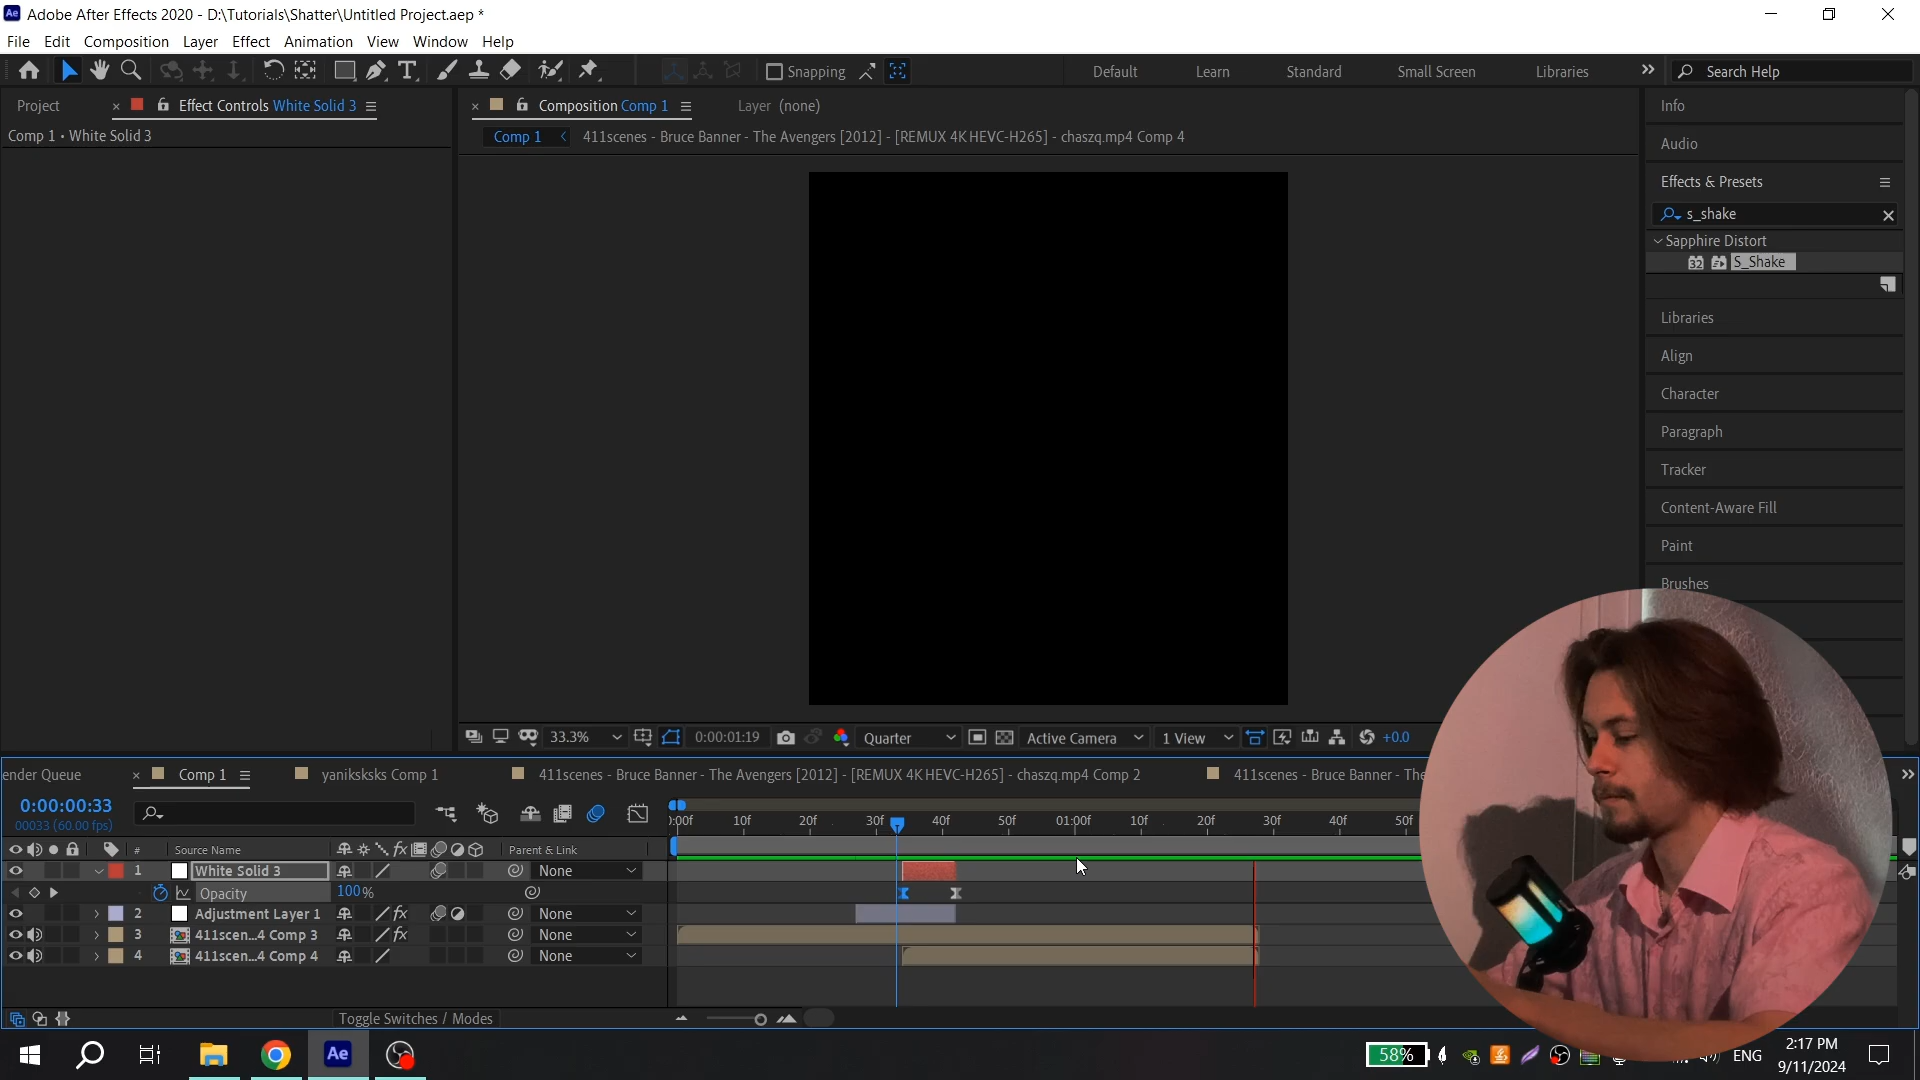 Adobe After Effects 2020 - D:\Tutorials\Shatter\Untitled Project.aep *
File Edit Composition Layer Effect Animation View Window Help
Snapping Default Learn Standard Small Screen Libraries Search Help
Project Effect Controls White Solid 3 Composition Comp 1 Layer (none)
Comp 1 • White Solid 3
Comp 1 411scenes - Bruce Banner - The Avengers [2012] - [REMUX 4K HEVC-H265] - chaszq.mp4 Comp 4
Info
Audio
Effects & Presets
s_shake
Sapphire Distort
32 S_Shake
Libraries
Align
Character
Paragraph
Tracker
Content-Aware Fill
Paint
Brushes
33.3% 0:00:01:19 Quarter Active Camera 1 View +0.0
ender Queue Comp 1 yaniksksks Comp 1 411scenes - Bruce Banner - The Avengers [2012] - [REMUX 4K HEVC-H265] - chaszq.mp4 Comp 2 411scenes - Bruce Banner - The
0:00:00:33
00033 (60.00 fps)
):00f 10f 20f 30f 40f 50f 01:00f 10f 20f 30f 40f 50f
# Source Name Parent & Link
1 White Solid 3 None
Opacity 100%
2 Adjustment Layer 1 fx None
3 411scen...4 Comp 3 fx None
4 411scen...4 Comp 4 None
Toggle Switches / Modes
Ae
58% ENG 2:17 PM
9/11/2024